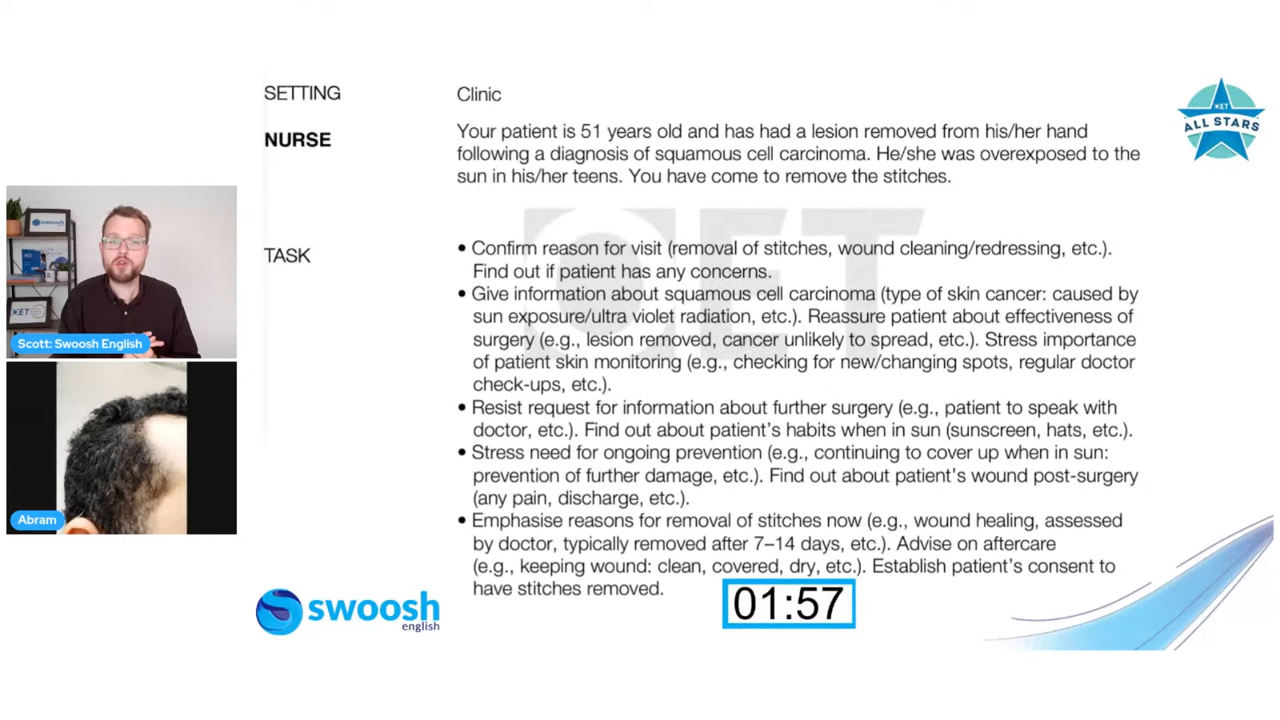 SETTING
Clinic
NURSE
Your patient is 51 years old and has had a lesion removed from his/her hand
following a diagnosis of squamous cell carcinoma. He/she was overexposed to the
sun in his/her teens. You have come to remove the stitches.
TASK
• Confirm reason for visit (removal of stitches, wound cleaning/redressing, etc.).
Find out if patient has any concerns.
• Give information about squamous cell carcinoma (type of skin cancer: caused by
sun exposure/ultra violet radiation, etc.). Reassure patient about effectiveness of
surgery (e.g., lesion removed, cancer unlikely to spread, etc.). Stress importance
of patient skin monitoring (e.g., checking for new/changing spots, regular doctor
check-ups, etc.).
• Resist request for information about further surgery (e.g., patient to speak with
doctor, etc.). Find out about patient's habits when in sun (sunscreen, hats, etc.).
• Stress need for ongoing prevention (e.g., continuing to cover up when in sun:
prevention of further damage, etc.). Find out about patient's wound post-surgery
(any pain, discharge, etc.).
• Emphasise reasons for removal of stitches now (e.g., wound healing, assessed
by doctor, typically removed after 7–14 days, etc.). Advise on aftercare
(e.g., keeping wound: clean, covered, dry, etc.). Establish patient's consent to
have stitches removed.
OET
OET
ALL STARS
swoosh
Scott: Swoosh English
Abram
swoosh
english
01:57